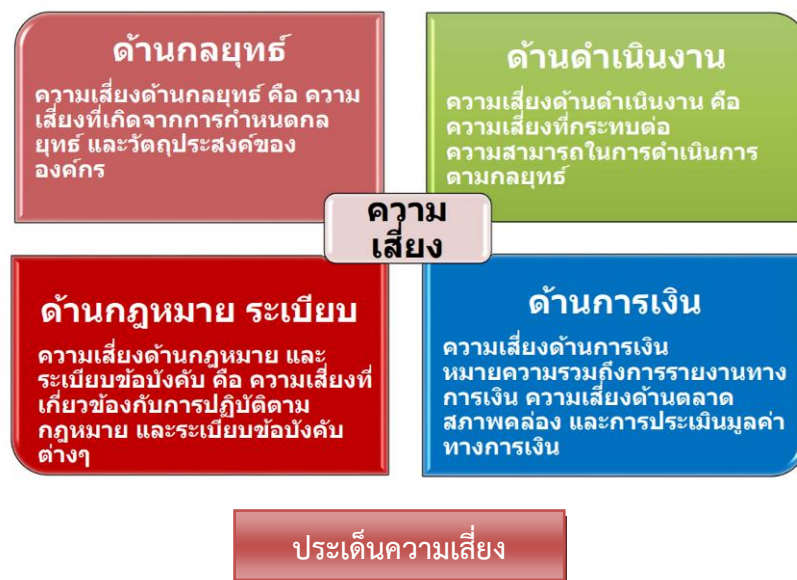 ด้านกลยุทธ์
ความเสี่ยงด้านกลยุทธ์ คือ ความ
เสี่ยงที่เกิดจากการกำหนดกล
ยุทธ์ และวัตถุประสงค์ของ
องค์กร
ด้านดำเนินงาน
ความเสี่ยงด้านดำเนินงาน คือ
ความเสี่ยงที่กระทบต่อ
ความสามารถในการดำเนินการ
ตามกลยุทธ์
ความ
เสี่ยง
ด้านกฎหมาย ระเบียบ
ความเสี่ยงด้านกฎหมาย และ
ระเบียบข้อบังคับ คือ ความเสี่ยงที่
เกี่ยวข้องกับการปฏิบัติตาม
กฎหมาย และระเบียบข้อบังคับ
ต่างๆ
ด้านการเงิน
ความเสี่ยงด้านการเงิน
หมายความรวมถึงการรายงานทาง
การเงิน ความเสี่ยงด้านตลาด
สภาพคล่อง และการประเมินมูลค่า
ทางการเงิน
ประเด็นความเสี่ยง